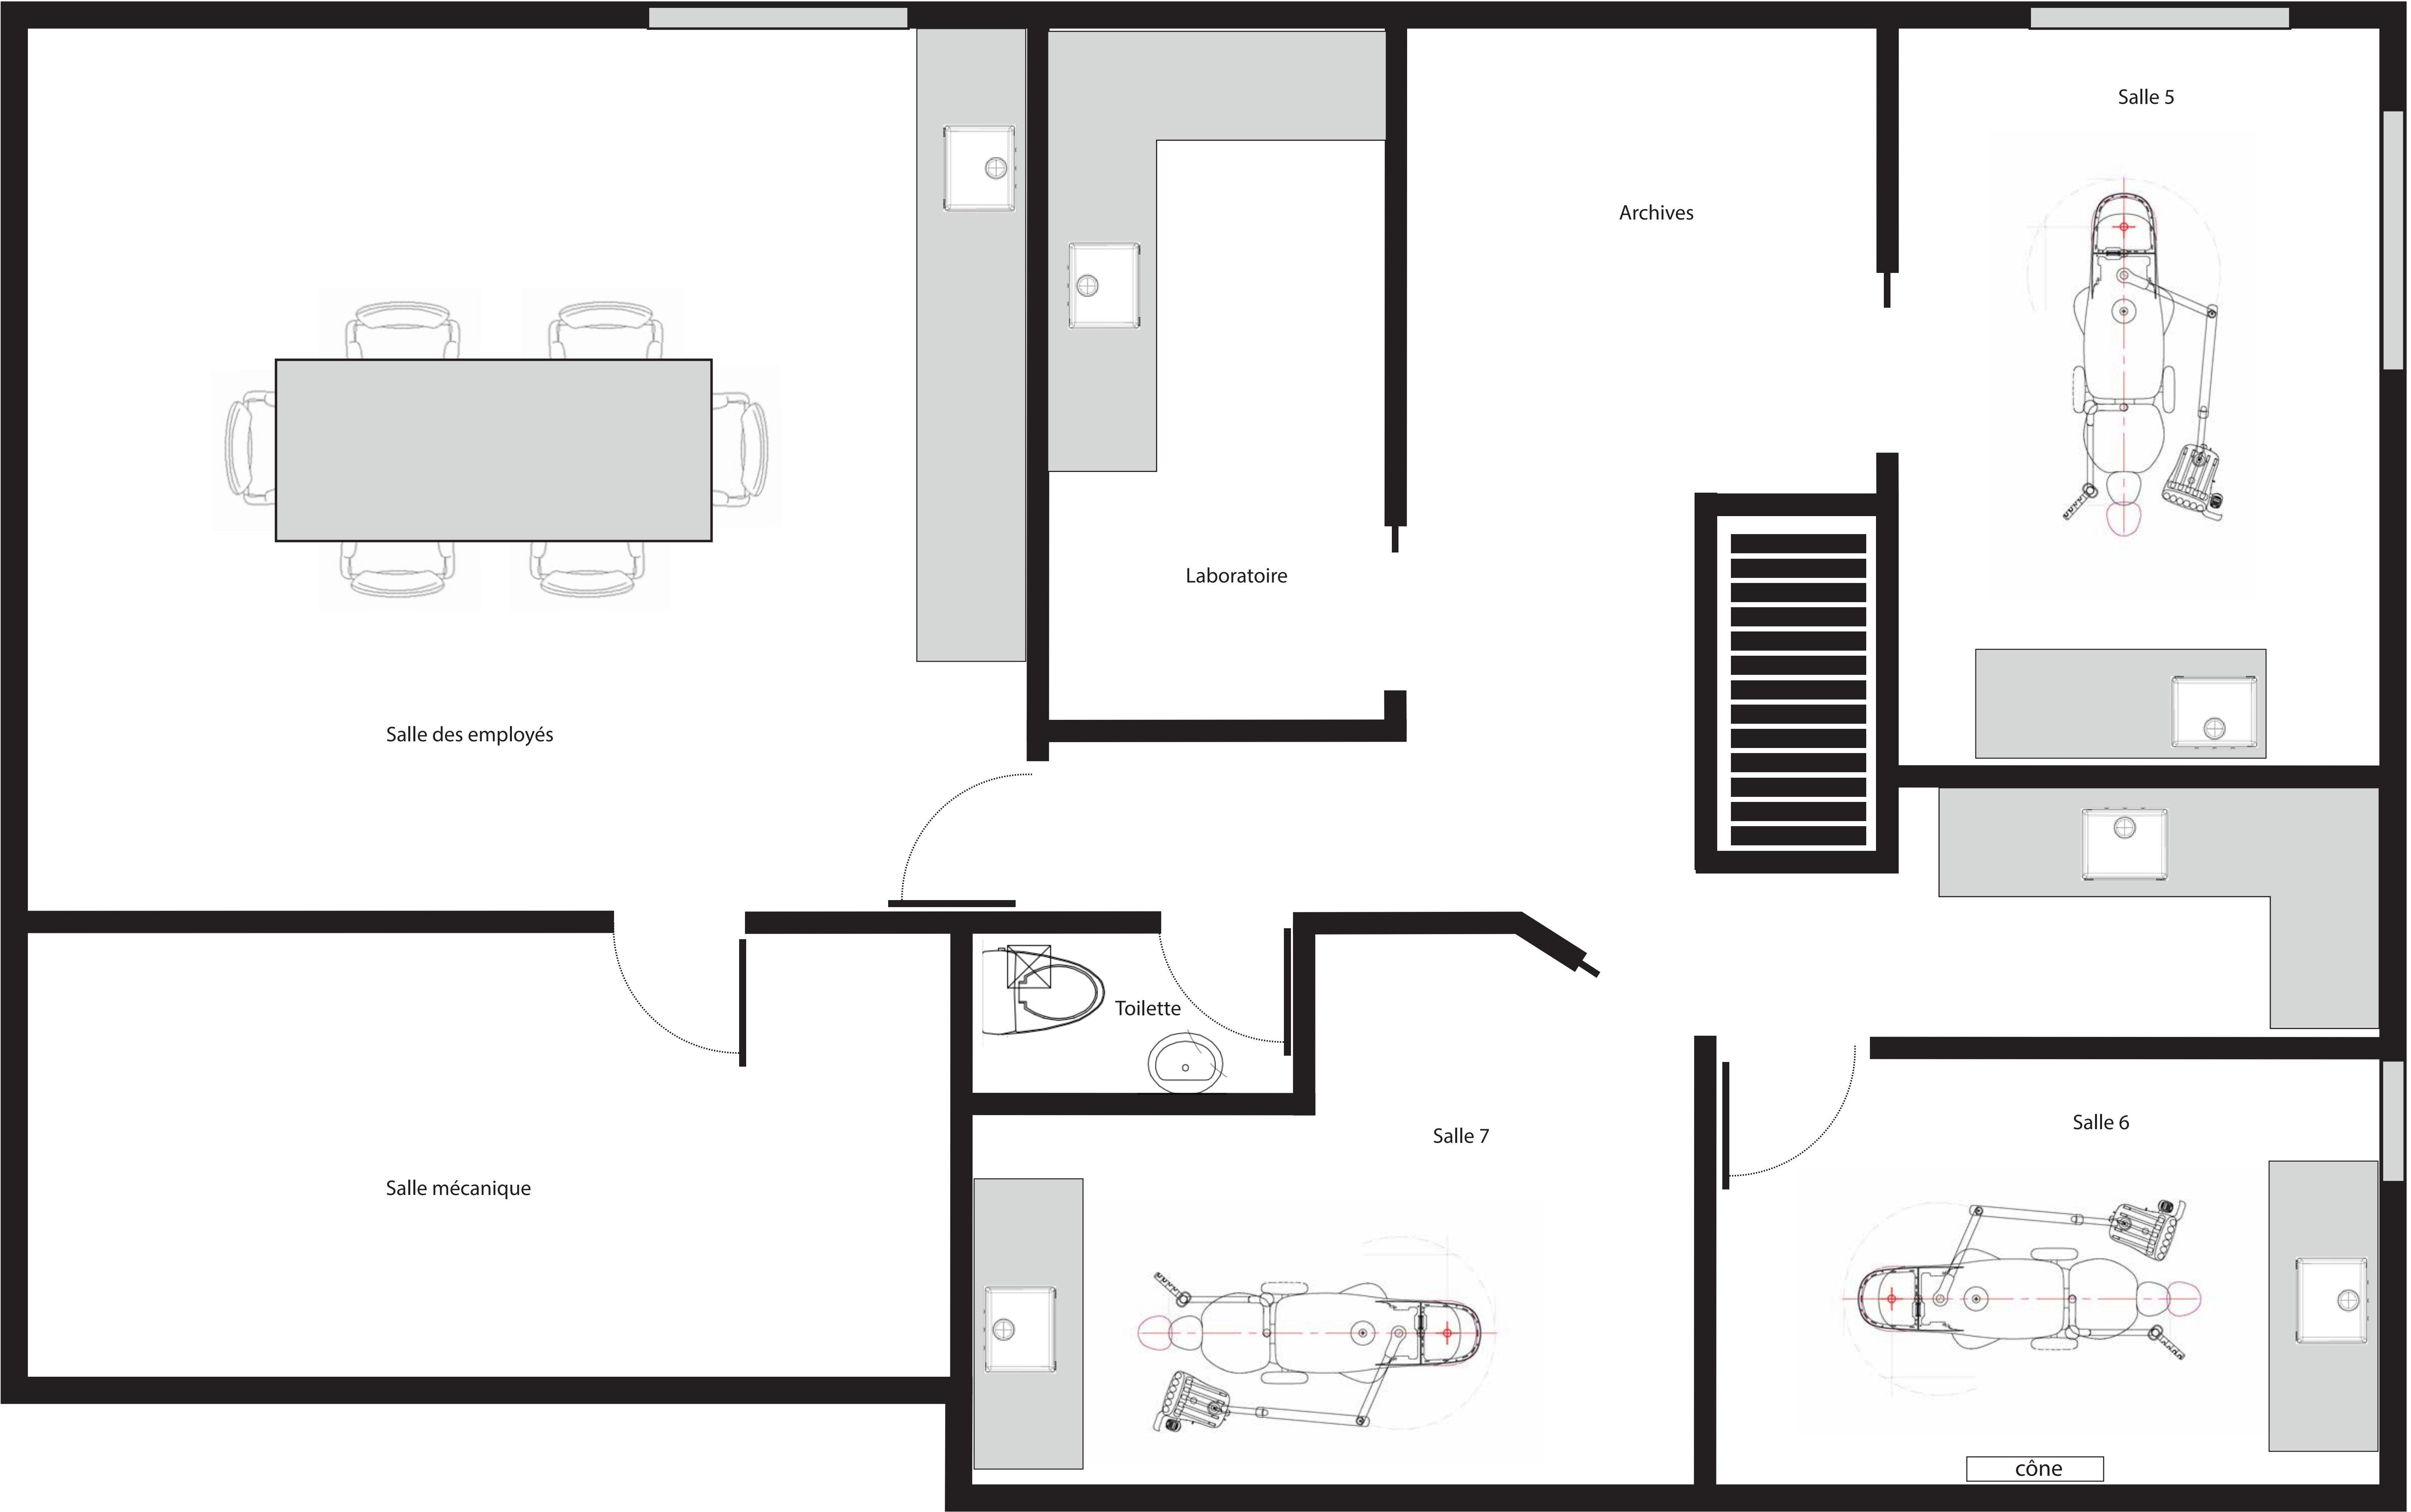 Salle 5
Archives
Laboratoire
Salle des employés
Toilette
Salle 6
Salle 7
Salle mécanique
cône